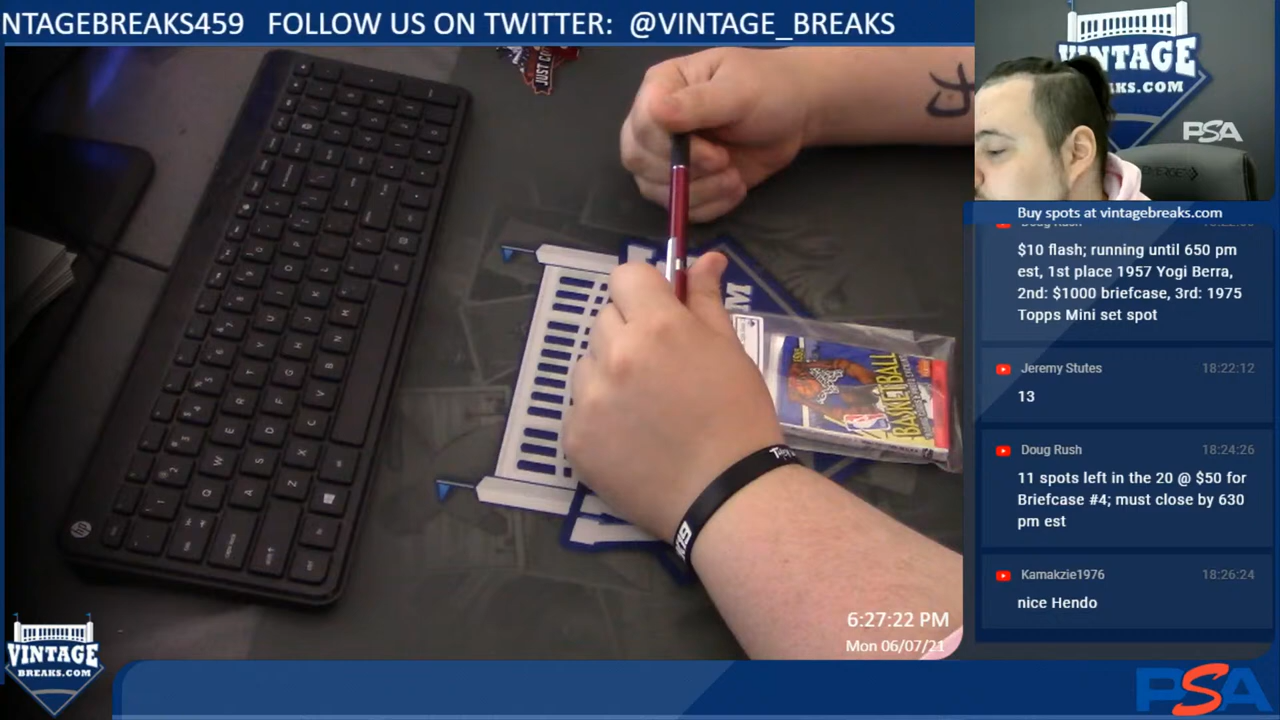 NTAGEBREAKS459 FOLLOW US ON TWITTER: @VINTAGE_BREAKS
VINTAGE
BREAKS.COM
PSA
Buy spots at vintagebreaks.com
$10 flash; running until 650 pm
est, 1st place 1957 Yogi Berra,
2nd: $1000 briefcase, 3rd: 1975
Topps Mini set spot
Jeremy Stutes 18:22:12
13
Doug Rush 18:24:26
11 spots left in the 20 @ $50 for
Briefcase #4; must close by 630
pm est
Kamakzie1976 18:26:24
nice Hendo
JUST
BASKETBALL
NBA
hp
6:27:22 PM
Mon 06/07/21
VINTAGE
BREAKS.COM
PSA